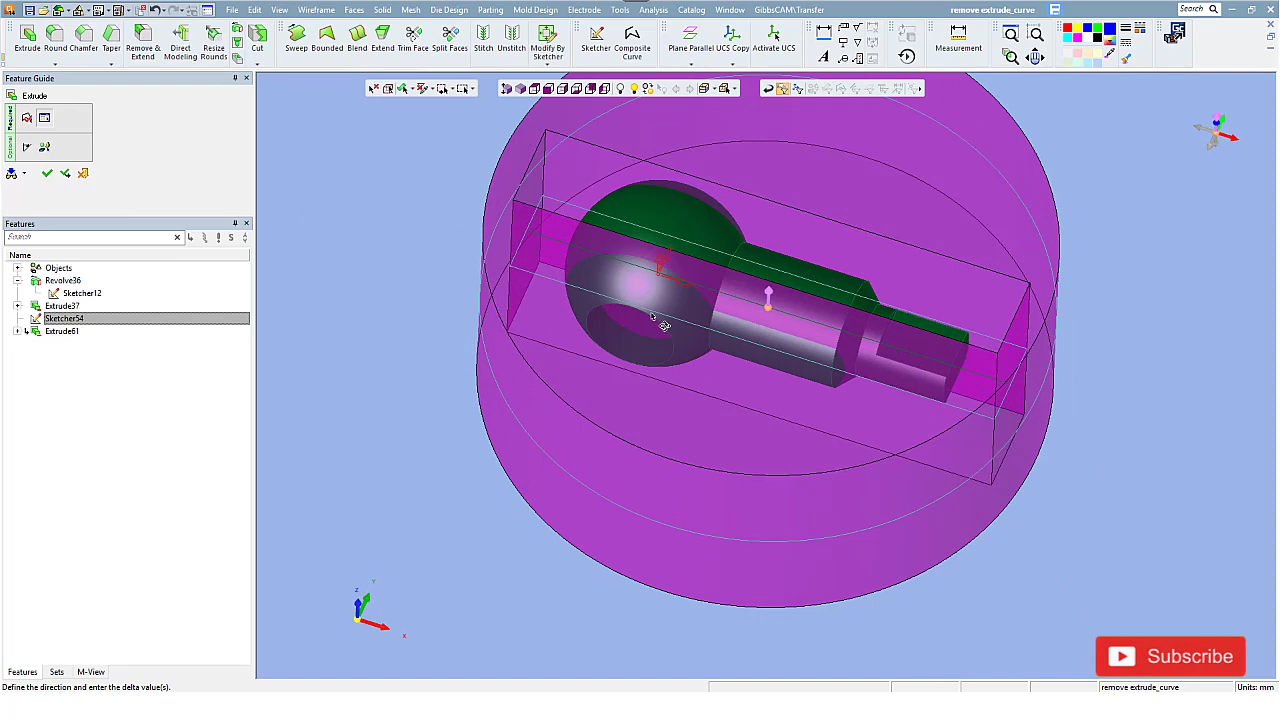 File Edit View Wireframe Faces Solid Mesh Die Design Parting Mold Design Electrode Tools Analysis Catalog Window GibbsCAM\Transfer remove extrude_curve Search
Extrude Round Chamfer Taper Remove & Extend Direct Modeling Resize Rounds Cut Sweep Bounded Blend Extend Trimming Split Faces Stitch Unstitch Modify By Sketcher Sketcher Composite Curve Plane Parallel UCS Copy Activate UCS Measurement
Feature Guide
Extrude
Required
Optional
Features
Search
Name
Objects
Revolve36
Sketcher12
Extrude37
Sketcher54
Extrude61
Z
Y
X
Subscribe
Features Sets M-View
Define the direction and enter the delta value(s). remove extrude_curve Units: mm